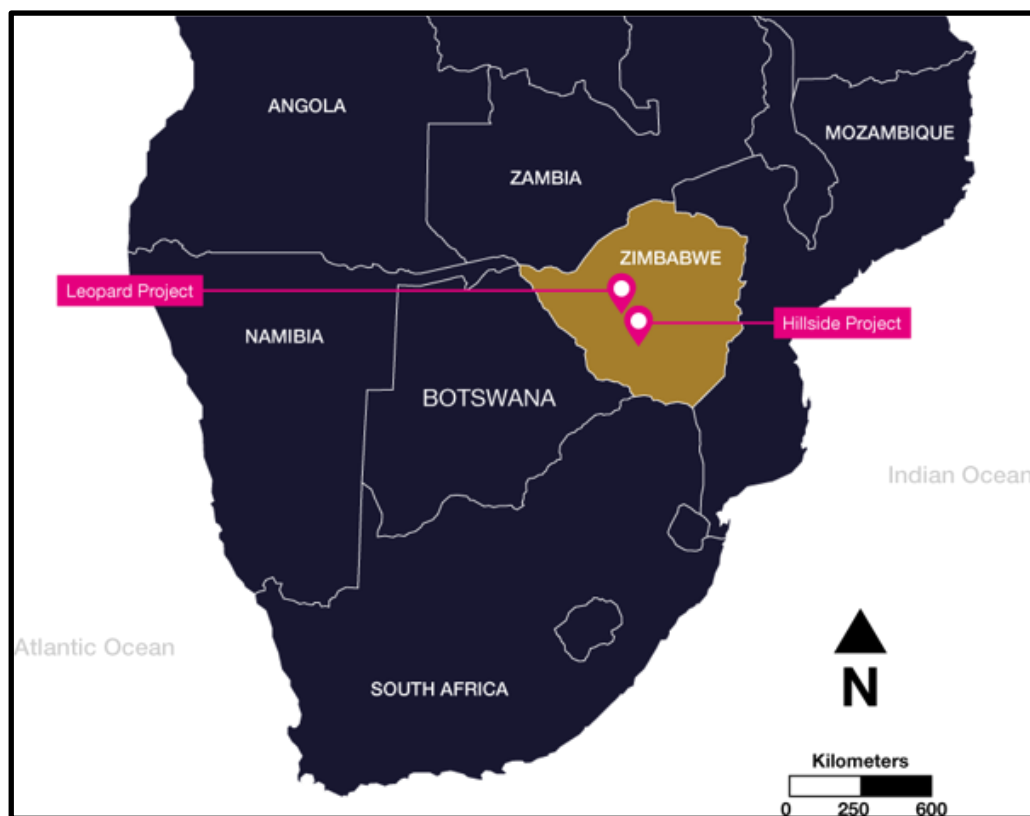 ANGOLA
MOZAMBIQUE
ZAMBIA
ZIMBABWE
Leopard Project
Hillside Project
NAMIBIA
BOTSWANA
Indian Ocean
Atlantic Ocean
SOUTH AFRICA
N
Kilometers
0 250 600